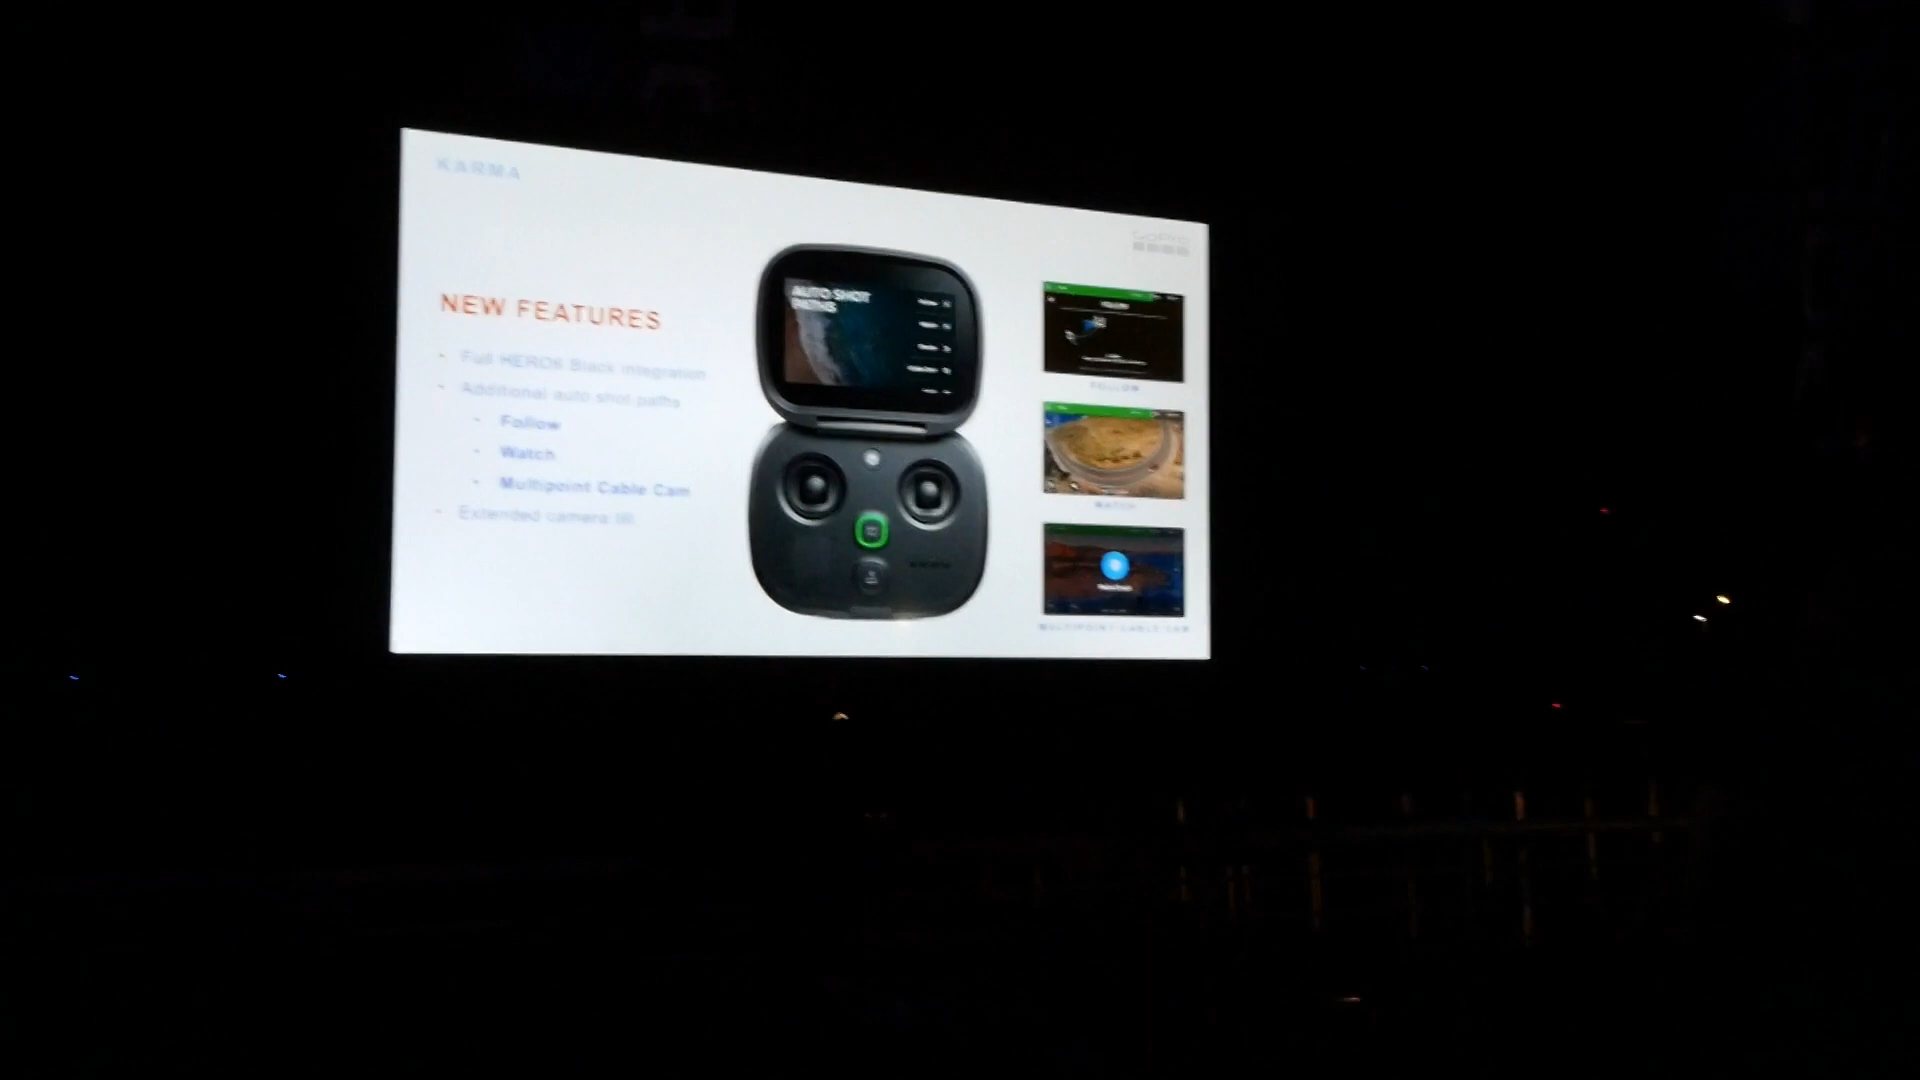 KARMA
GoPro
NEW FEATURES
- Full HERO6 Black integration
- Additional auto shot paths
- Follow
- Watch
- Multipoint Cable Cam
- Extended camera tilt
AUTO SHOT
PATHS
FOLLOW
WATCH
MULTIPOINT CABLE CAM